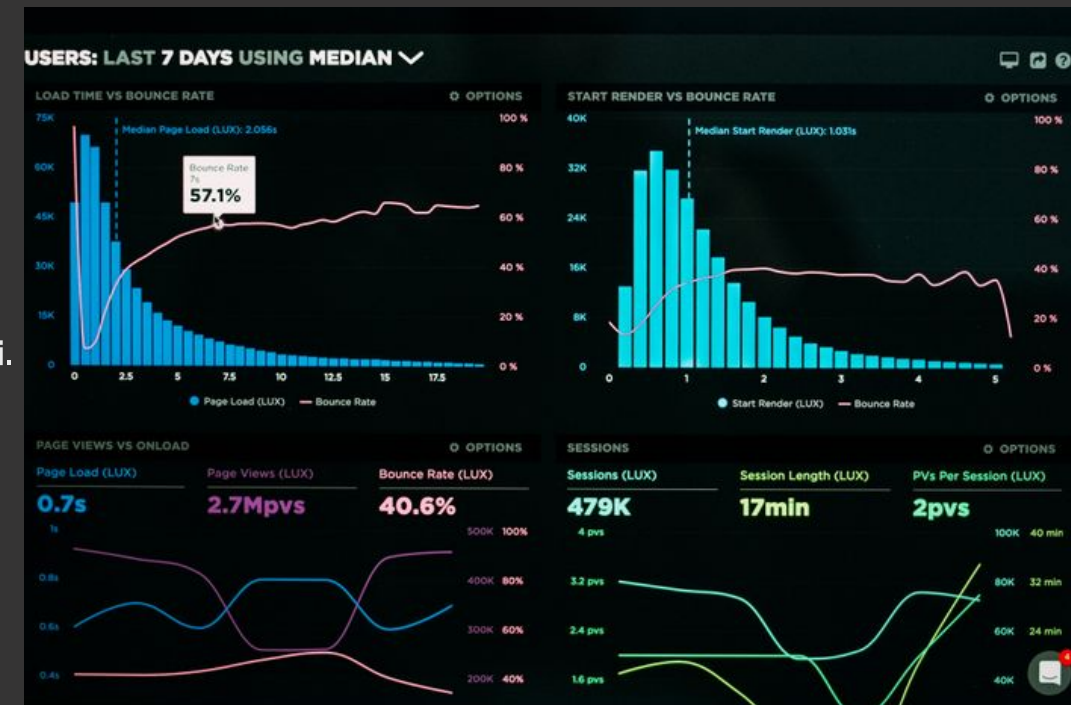 USERS: LAST 7 DAYS USING MEDIAN
LOAD TIME VS BOUNCE RATE
OPTIONS
75K
60K
45K
30K
15K
0
Median Page Load (LUX): 2.056s
Bounce Rate
7s
57.1%
100 %
80 %
60 %
40 %
20 %
0 %
0 2.5 5 7.5 10 12.5 15 17.5
Page Load (LUX) Bounce Rate
START RENDER VS BOUNCE RATE
OPTIONS
40K
32K
24K
16K
8K
0
Median Start Render (LUX): 1.031s
100 %
80 %
60 %
40 %
20 %
0 %
0 1 2 3 4 5
Start Render (LUX) Bounce Rate
PAGE VIEWS VS ONLOAD
OPTIONS
Page Load (LUX) Page Views (LUX) Bounce Rate (LUX)
0.7s 2.7Mpvs 40.6%
1s
0.8s
0.6s
0.4s
500K 100%
400K 80%
300K 60%
200K 40%
SESSIONS
OPTIONS
Sessions (LUX) Session Length (LUX) PVs Per Session (LUX)
479K 17min 2pvs
4 pvs
3.2 pvs
2.4 pvs
1.6 pvs
100K 40 min
80K 32 min
60K 24 min
40K
4
i.